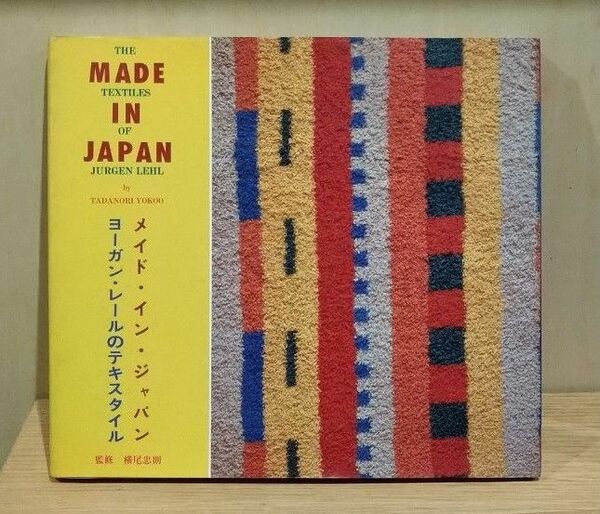 THE
MADE
TEXTILES
IN
OF
JAPAN
JURGEN LEHL
by
TADANORI YOKOO
メイド・イン・ジャパン
ヨーガン・レールのテキスタイル
監修 横尾忠則